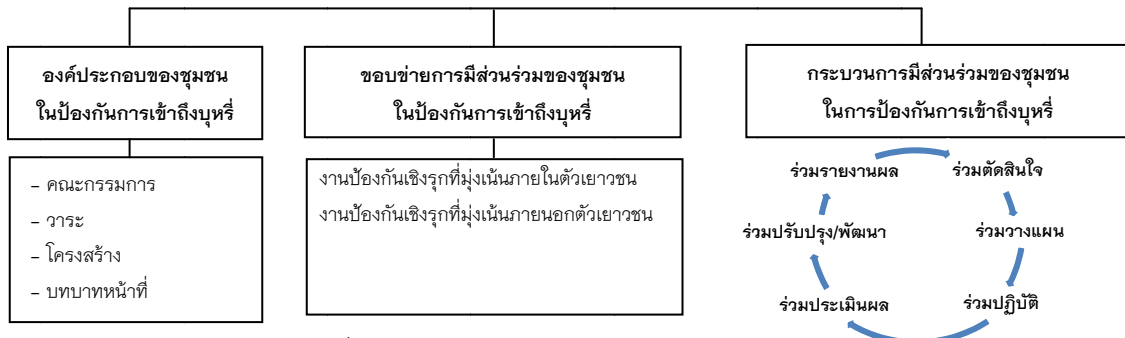 องค์ประกอบของชุมชน
ในป้องกันการเข้าถึงบุหรี่
– คณะกรรมการ
– วาระ
– โครงสร้าง
– บทบาทหน้าที่
ขอบข่ายการมีส่วนร่วมของชุมชน
ในป้องกันการเข้าถึงบุหรี่
งานป้องกันเชิงรุกที่มุ่งเน้นภายในตัวเยาวชน
งานป้องกันเชิงรุกที่มุ่งเน้นภายนอกตัวเยาวชน
กระบวนการมีส่วนร่วมของชุมชน
ในการป้องกันการเข้าถึงบุหรี่
ร่วมรายงานผล
ร่วมตัดสินใจ
ร่วมปรับปรุง/พัฒนา
ร่วมวางแผน
ร่วมประเมินผล
ร่วมปฏิบัติ